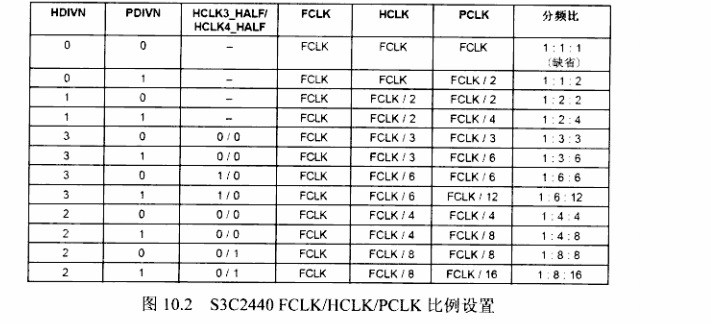 HDIVN PDIVN HCLK3_HALF/ HCLK4_HALF FCLK HCLK PCLK 分频比
0 0 – FCLK FCLK FCLK 1 : 1 : 1 (缺省)
0 1 – FCLK FCLK FCLK / 2 1 : 1 : 2
1 0 – FCLK FCLK / 2 FCLK / 2 1 : 2 : 2
1 1 – FCLK FCLK / 2 FCLK / 4 1 : 2 : 4
3 0 0 / 0 FCLK FCLK / 3 FCLK / 3 1 : 3 : 3
3 1 0 / 0 FCLK FCLK / 3 FCLK / 6 1 : 3 : 6
3 0 1 / 0 FCLK FCLK / 6 FCLK / 6 1 : 6 : 6
3 1 1 / 0 FCLK FCLK / 6 FCLK / 12 1 : 6 : 12
2 0 0 / 0 FCLK FCLK / 4 FCLK / 4 1 : 4 : 4
2 1 0 / 0 FCLK FCLK / 4 FCLK / 8 1 : 4 : 8
2 0 0 / 1 FCLK FCLK / 8 FCLK / 8 1 : 8 : 8
2 1 0 / 1 FCLK FCLK / 8 FCLK / 16 1 : 8 : 16
图 10.2 S3C2440 FCLK/HCLK/PCLK 比例设置